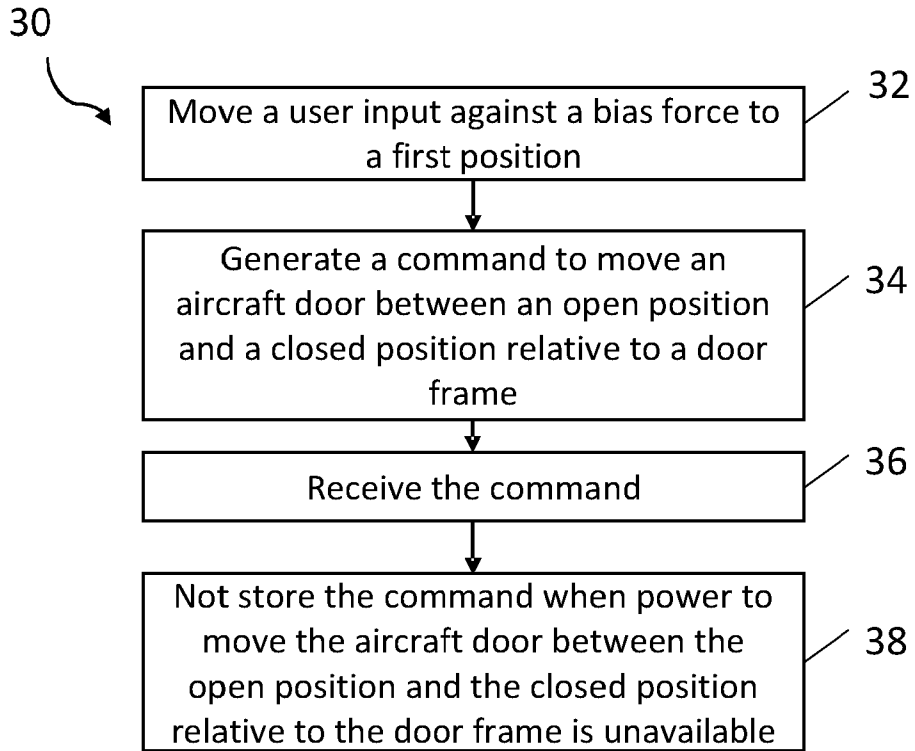 30
32
Move a user input against a bias force to
a first position
Generate a command to move an
aircraft door between an open position
and a closed position relative to a door
frame
34
36
Receive the command
Not store the command when power to
move the aircraft door between the
open position and the closed position
relative to the door frame is unavailable
38